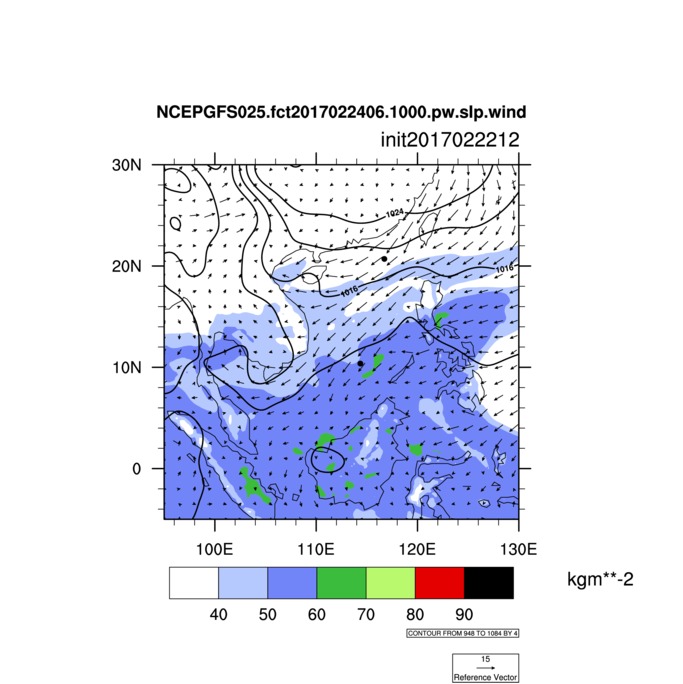 NCEPGFS025.fct2017022406.1000.pw.slp.wind
init2017022212
30N
1024
20N
1016
1016
10N
0
100E 110E 120E 130E
kgm**-2
40 50 60 70 80 90
CONTOUR FROM 948 TO 1084 BY 4
15
Reference Vector